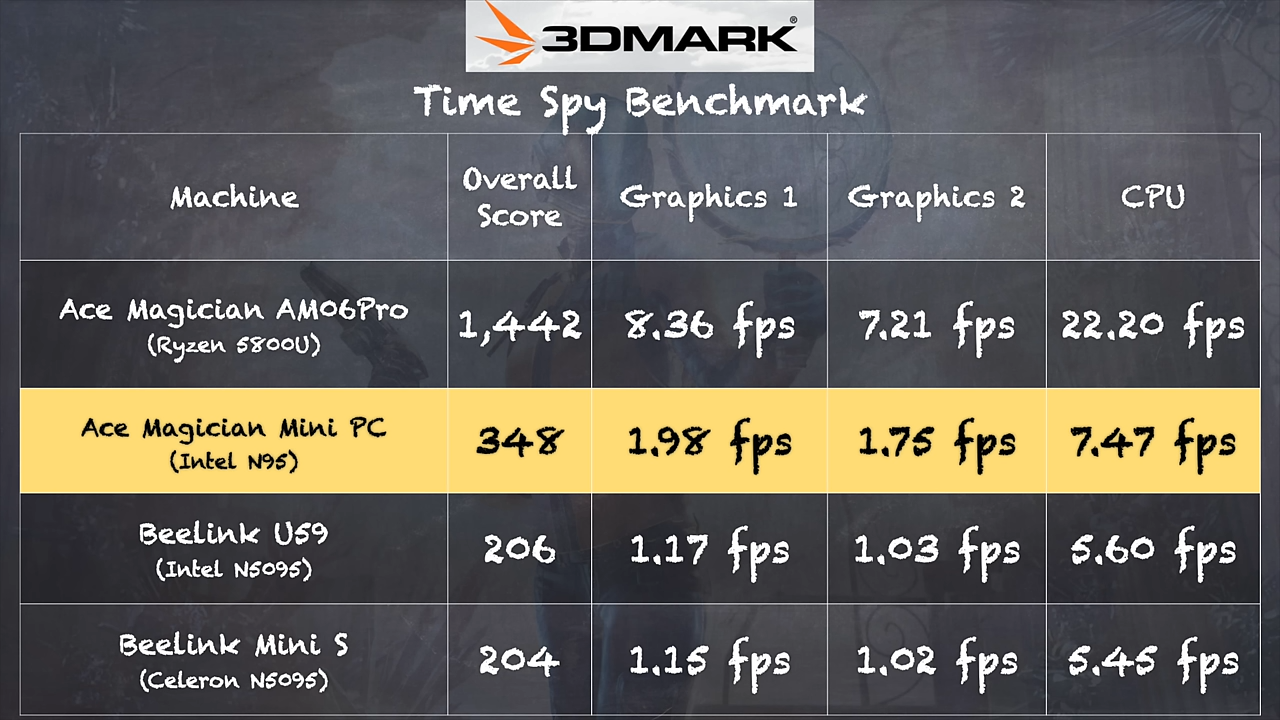 3DMARK®
Time Spy Benchmark
Machine
Overall
Score
Graphics 1
Graphics 2
CPU
Ace Magician AM06Pro
(Ryzen 5800U)
1,442
8.36 fps
7.21 fps
22.20 fps
Ace Magician Mini PC
(Intel N95)
348
1.98 fps
1.75 fps
7.47 fps
Beelink U59
(Intel N5095)
206
1.17 fps
1.03 fps
5.60 fps
Beelink Mini S
(Celeron N5095)
204
1.15 fps
1.02 fps
5.45 fps